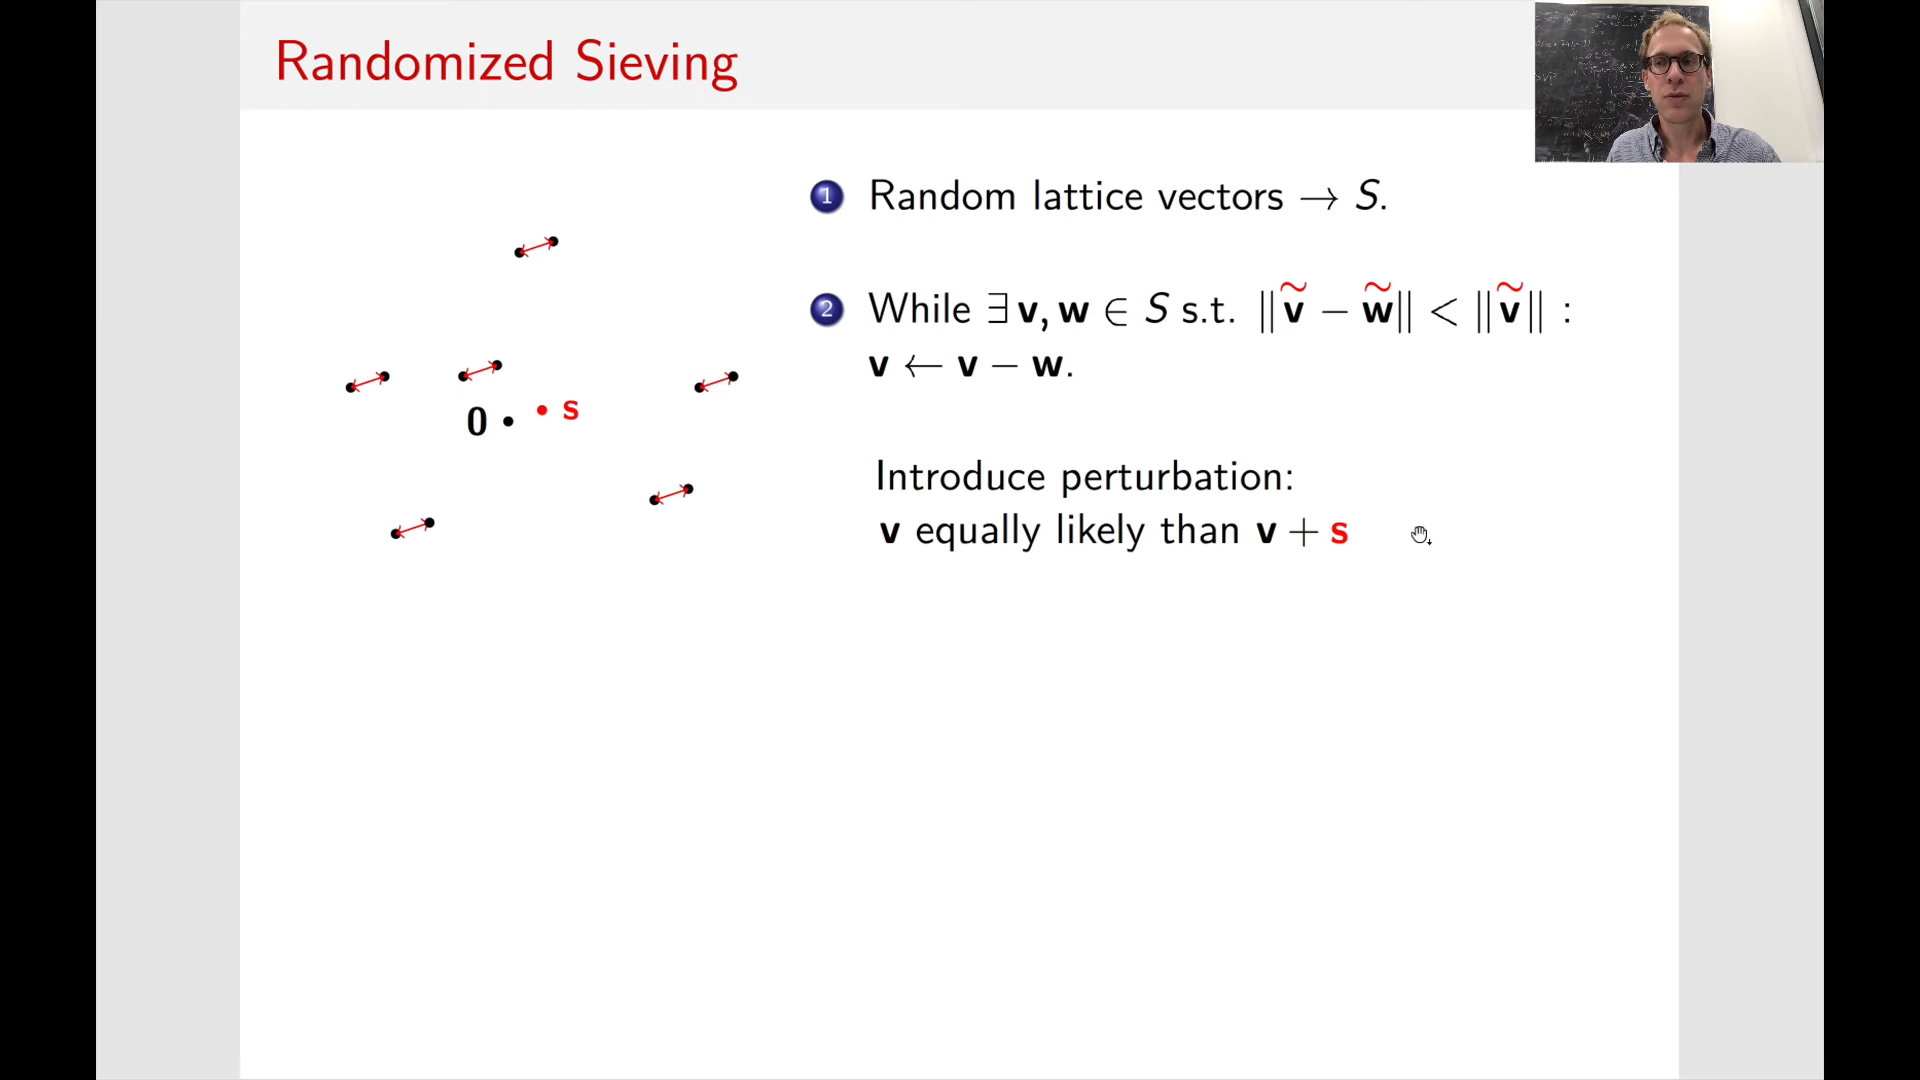 Randomized Sieving
1 Random lattice vectors → S.
2 While ∃ v, w ∈ S s.t. ‖ṽ − w̃‖ < ‖ṽ‖ :
v ← v − w.
0 • • s
Introduce perturbation:
v equally likely than v + s